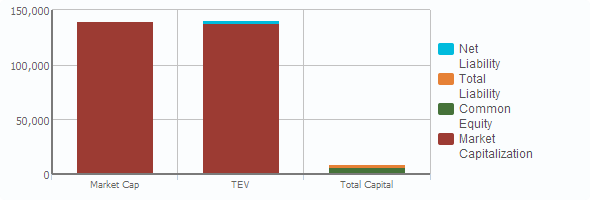 150,000
100,000
50,000
0
Market Cap
TEV
Total Capital
Net
Liability
Total
Liability
Common
Equity
Market
Capitalization